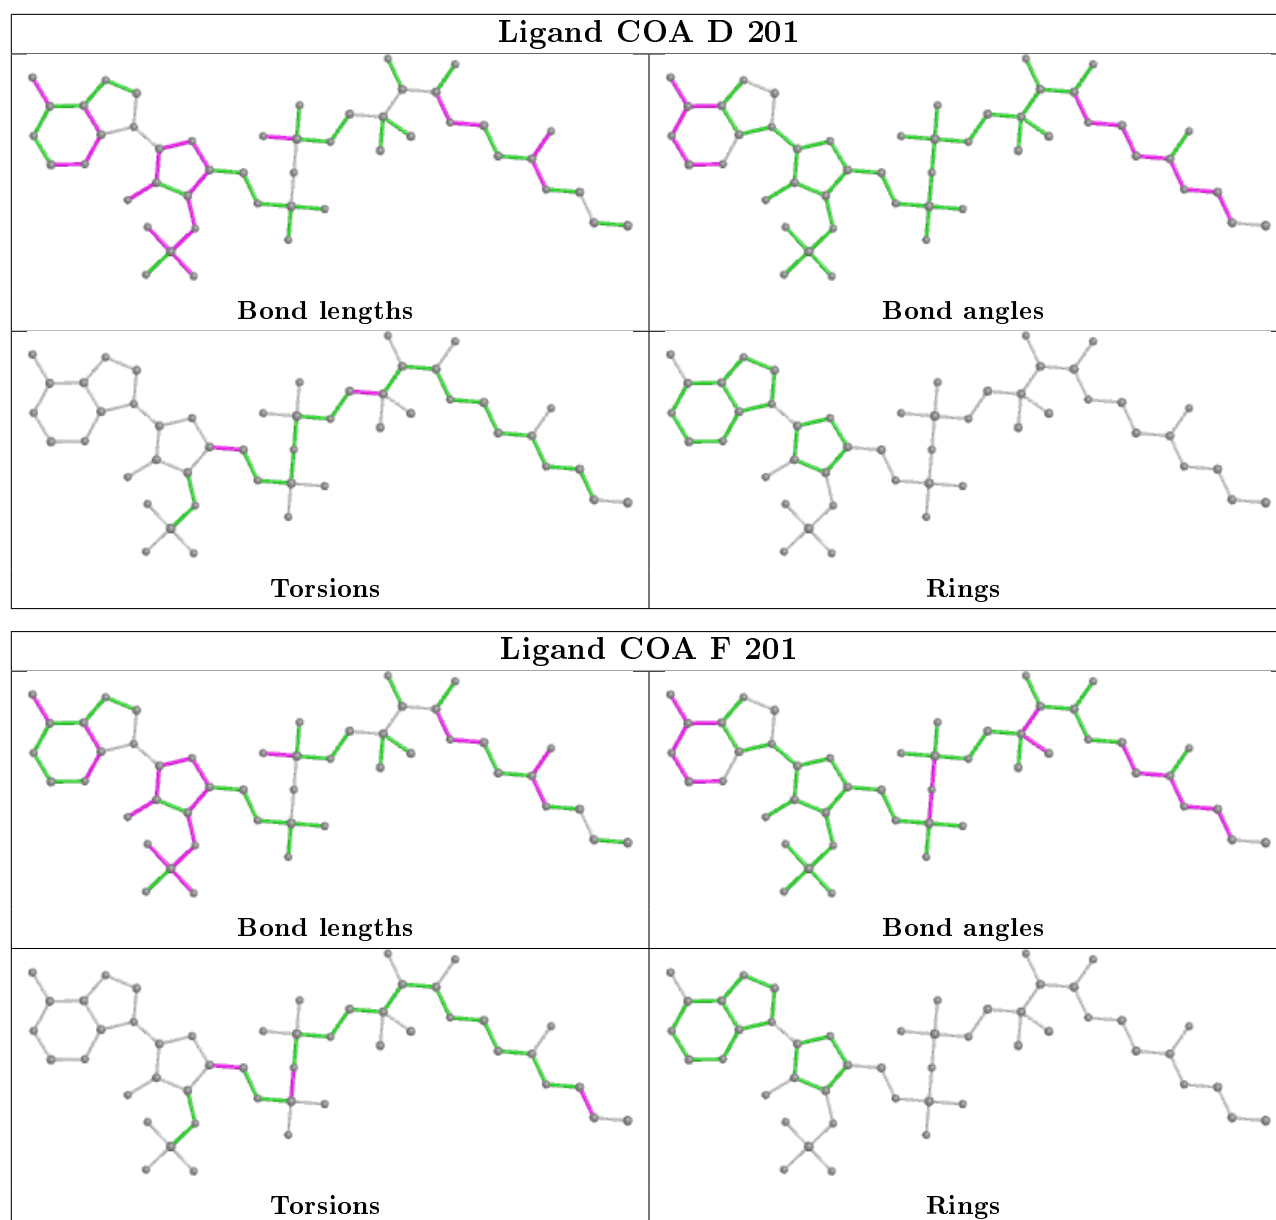 Ligand COA D 201
Bond lengths
Bond angles
Torsions
Rings
Ligand COA F 201
Bond lengths
Bond angles
Torsions
Rings